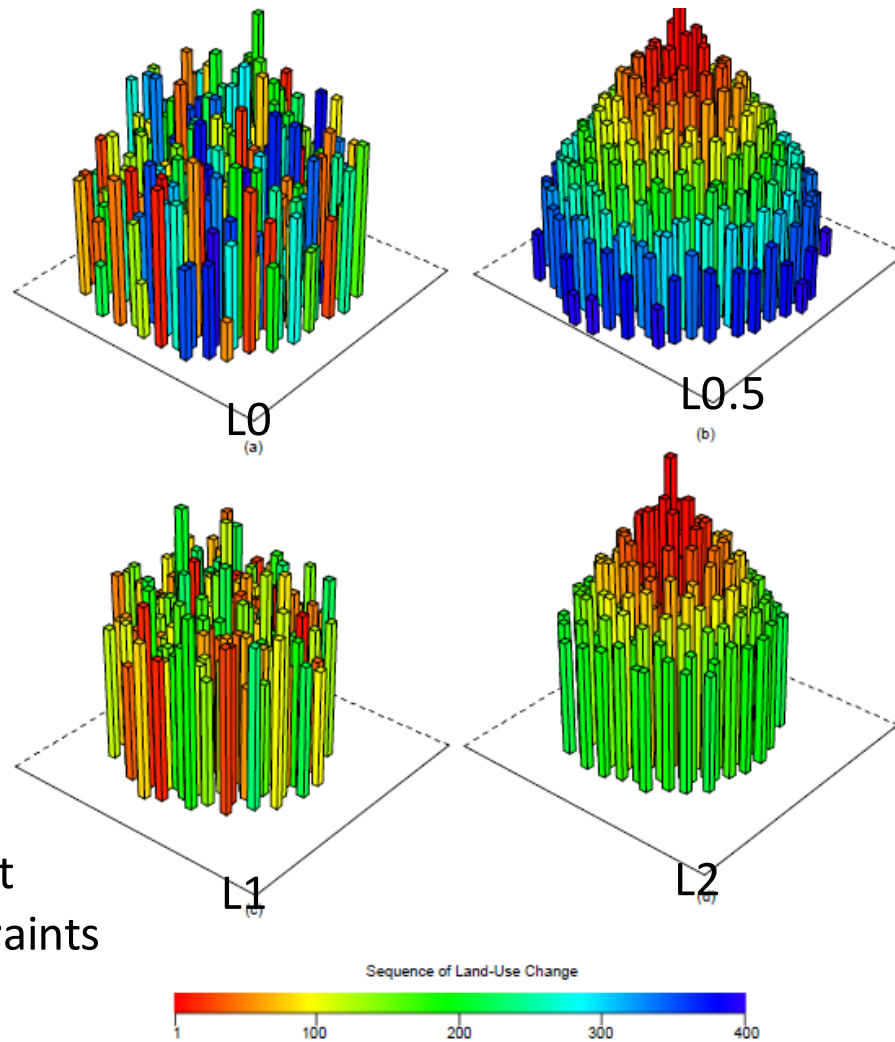 L0
(a)
L0.5
(b)
L1
(c)
L2
(d)
t
raints
Sequence of Land-Use Change
1 100 200 300 400